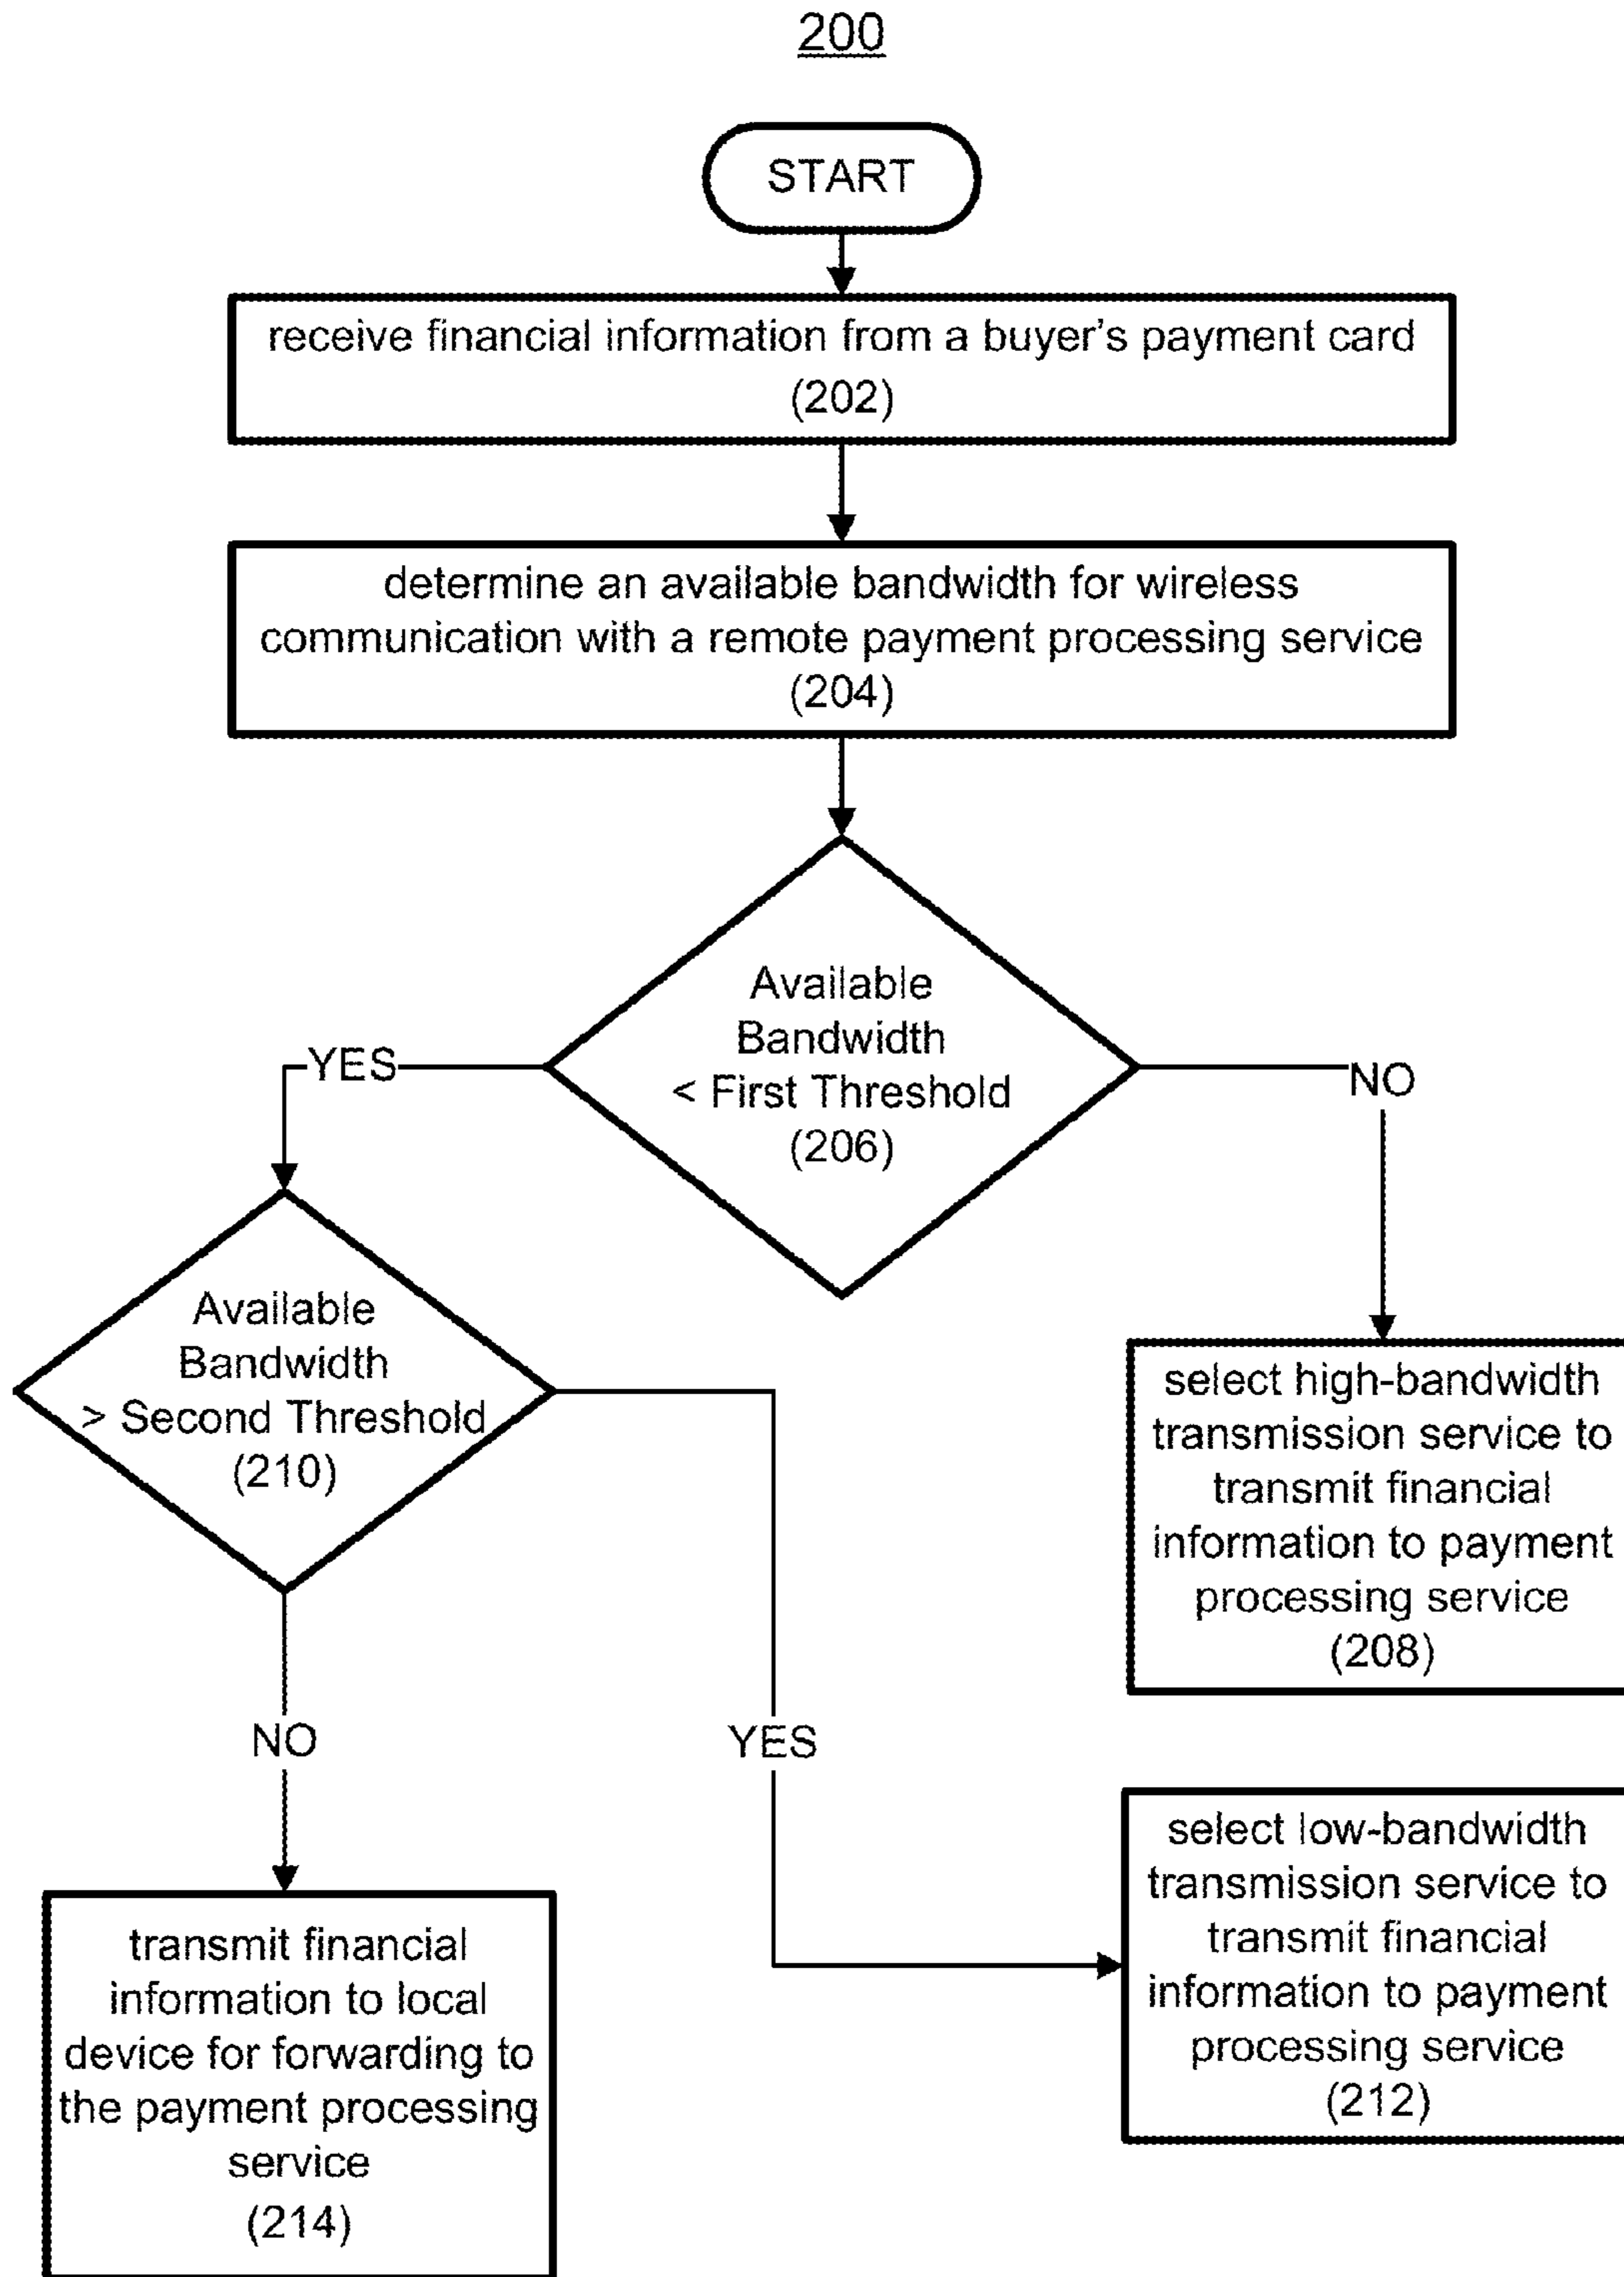 200
START
receive financial information from a buyer's payment card
(202)
determine an available bandwidth for wireless
communication with a remote payment processing service
(204)
Available
Bandwidth
< First Threshold
(206)
YES
NO
Available
Bandwidth
> Second Threshold
(210)
select high-bandwidth
transmission service to
transmit financial
information to payment
processing service
(208)
NO
YES
select low-bandwidth
transmission service to
transmit financial
information to payment
processing service
(212)
transmit financial
information to local
device for forwarding to
the payment processing
service
(214)